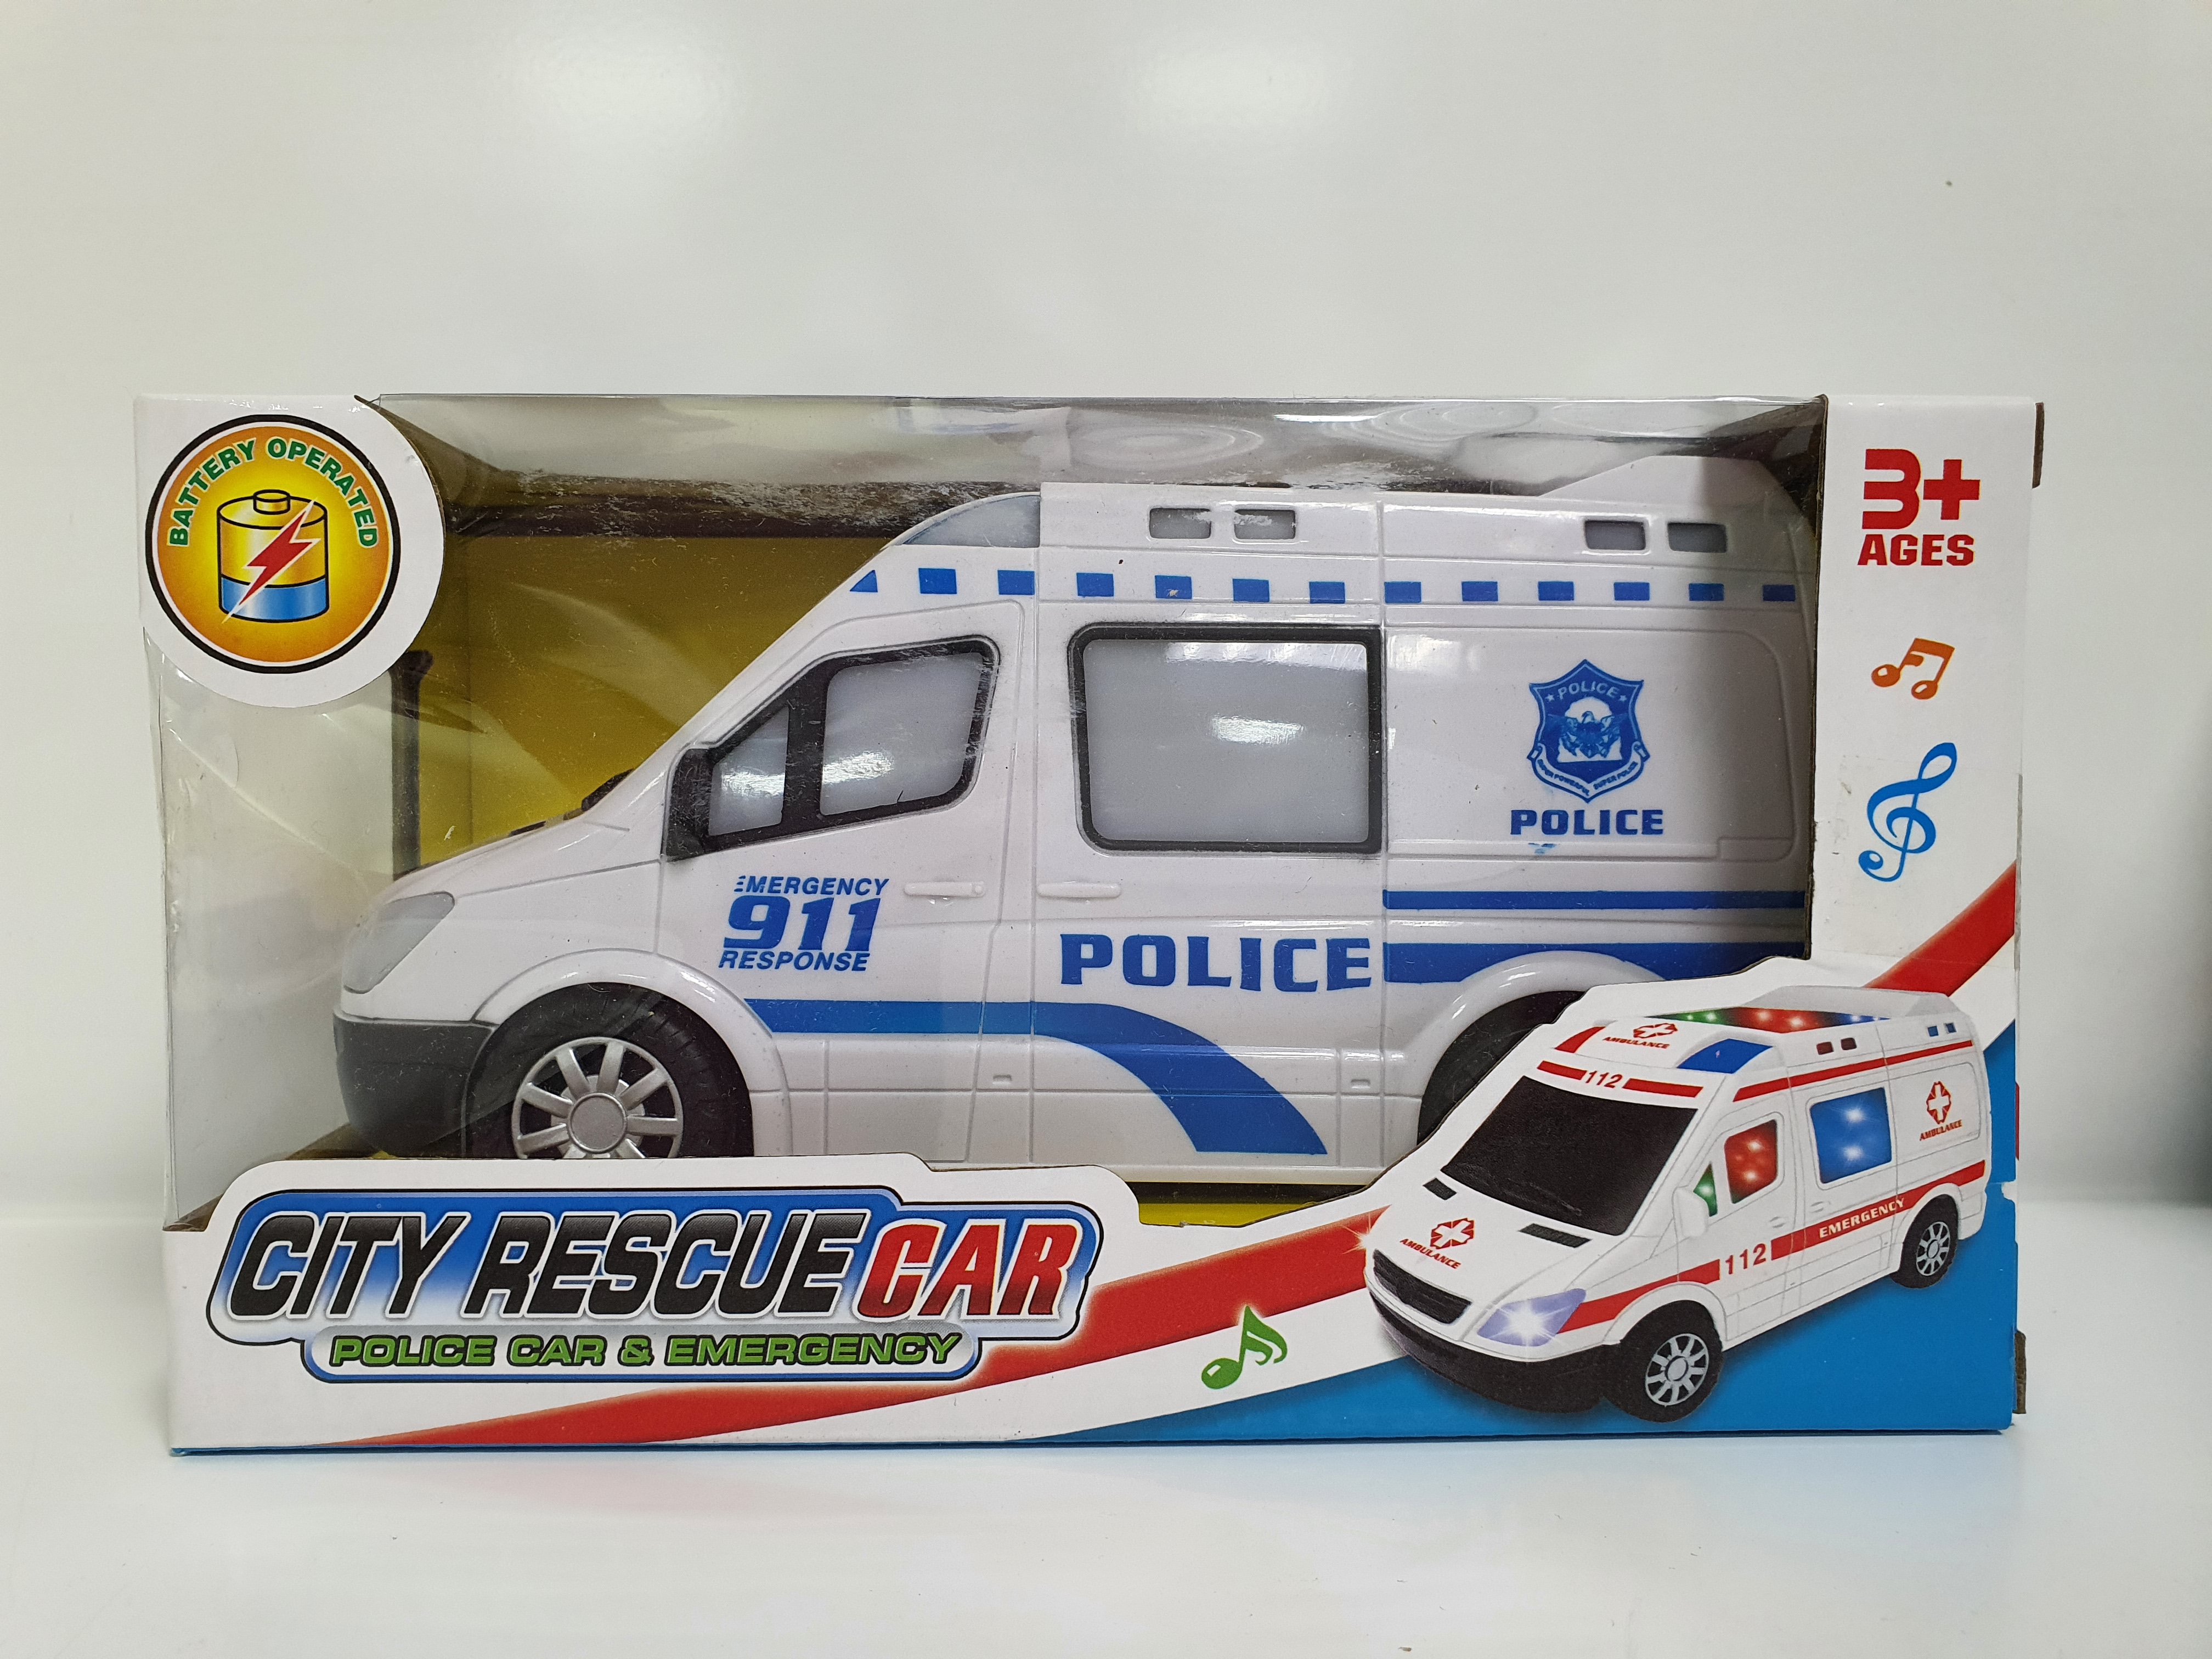 BATTERY OPERATED
3+
AGES
POLICE
POLICE
EMERGENCY
911
RESPONSE
POLICE
AMBULANCE
112
AMBULANCE
AMBULANCE
112
EMERGENCY
CITY RESCUE CAR
POLICE CAR & EMERGENCY